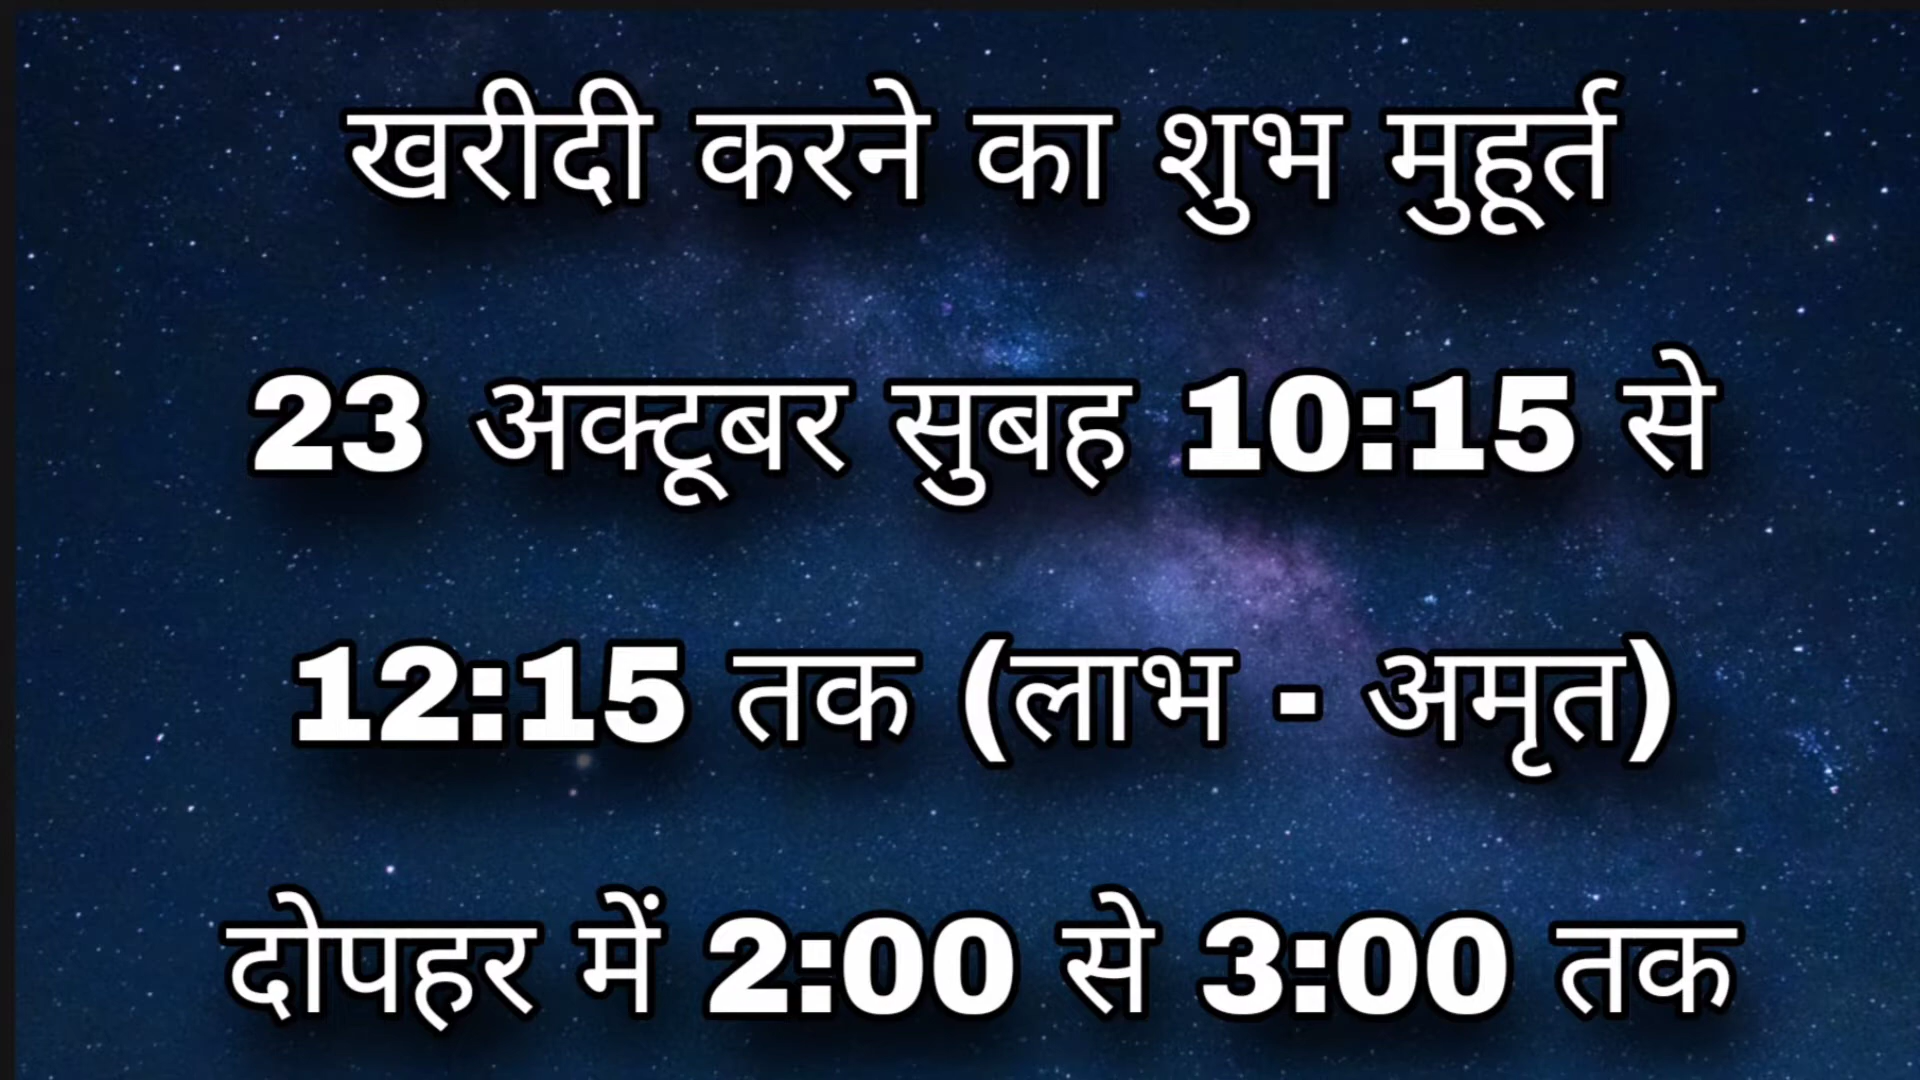 खरीदी करने का शुभ मुहूर्त
23 अक्टूबर सुबह 10:15 से
12:15 तक (लाभ - अमृत)
दोपहर में 2:00 से 3:00 तक